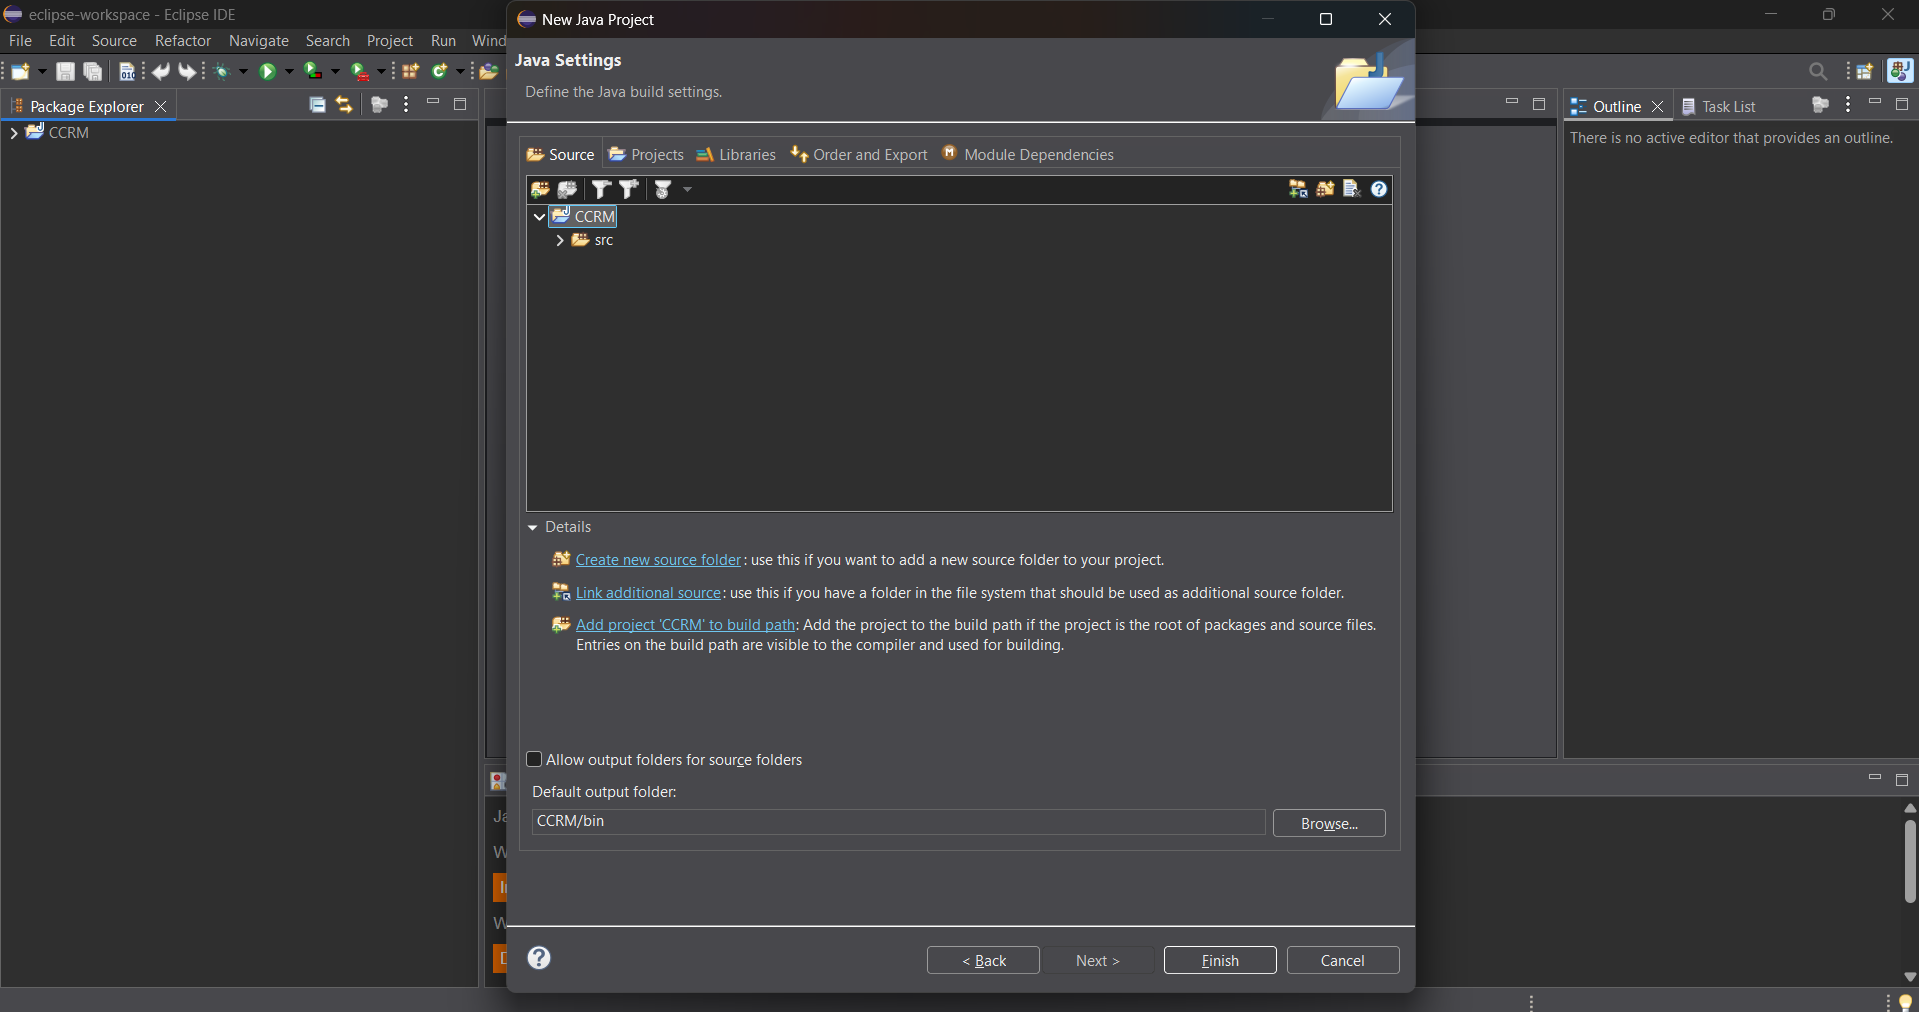 eclipse-workspace - Eclipse IDE
File Edit Source Refactor Navigate Search Project Run Wind
Package Explorer
CCRM
New Java Project
Java Settings
Define the Java build settings.
Source Projects Libraries Order and Export Module Dependencies
CCRM
src
Details
Create new source folder: use this if you want to add a new source folder to your project.
Link additional source: use this if you have a folder in the file system that should be used as additional source folder.
Add project 'CCRM' to build path: Add the project to the build path if the project is the root of packages and source files.
Entries on the build path are visible to the compiler and used for building.
Allow output folders for source folders
Default output folder:
CCRM/bin
Browse...
< Back Next > Finish Cancel
Outline Task List
There is no active editor that provides an outline.